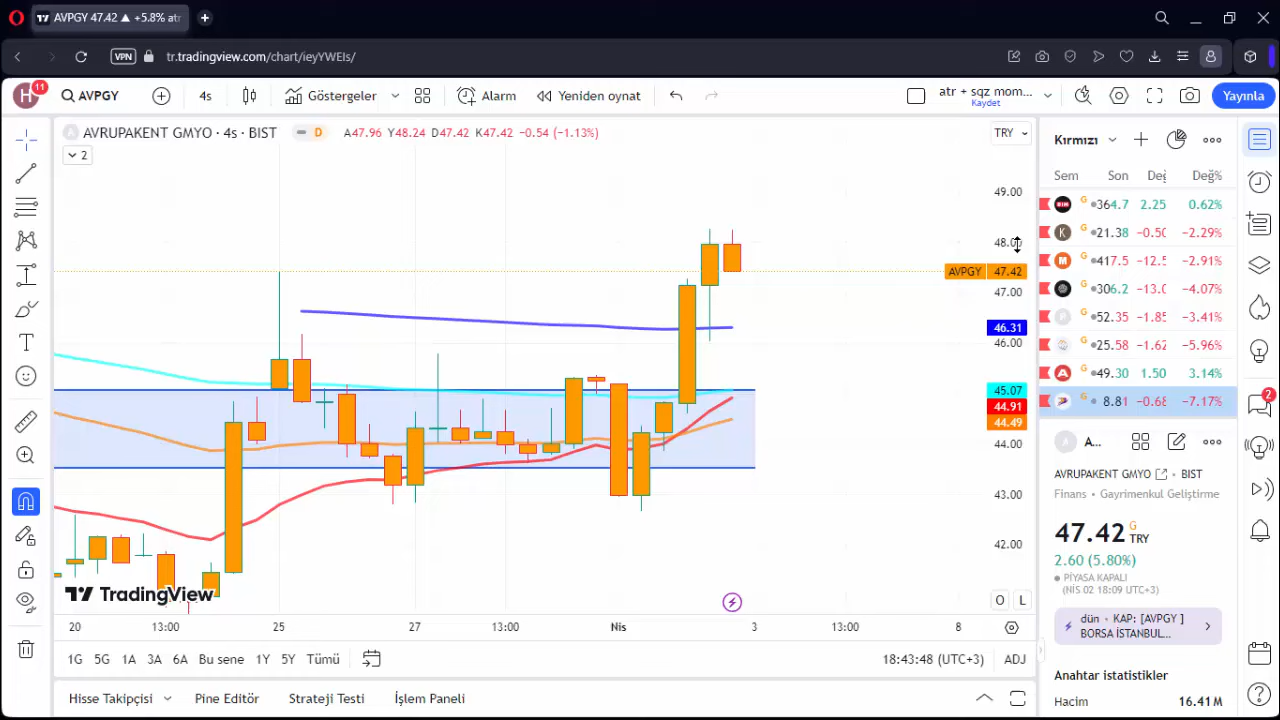 AVPGY 47.42 ▲ +5.8% atr
VPN tr.tradingview.com/chart/ieyYWEIs/
H 11 AVPGY 4s Göstergeler Alarm Yeniden oynat atr + sqz mom... Kaydet Yayınla
AVRUPAKENT GMYO · 4s · BIST D A47.96 Y48.24 D47.42 K47.42 −0.54 (−1.13%)
TRY
2
49.00
48.00
AVPGY 47.42
47.00
46.31
46.00
45.07
44.91
44.49
44.00
43.00
42.00
TradingView
O L
20 13:00 25 27 13:00 Nis 3 13:00 8
1G 5G 1A 3A 6A Bu sene 1Y 5Y Tümü 18:43:48 (UTC+3) ADJ
Hisse Takipçisi Pine Editör Strateji Testi İşlem Paneli
Kırmızı
Sem Son Değ Değ%
G 364.7 2.25 0.62%
K G 21.38 −0.50 −2.29%
G 417.5 −12.5 −2.91%
G 306.2 −13.0 −4.07%
P G 52.35 −1.85 −3.41%
G 25.58 −1.62 −5.96%
G 49.30 1.50 3.14%
G 8.81 −0.68 −7.17%
2
A A...
AVRUPAKENT GMYO · BIST
Finans · Gayrimenkul Geliştirme
47.42 G TRY
2.60 (5.80%)
PİYASA KAPALI
(NİS 02 18:09 UTC+3)
dün · KAP: [AVPGY ]
BORSA İSTANBUL...
Anahtar istatistikler
Hacim 16.41M